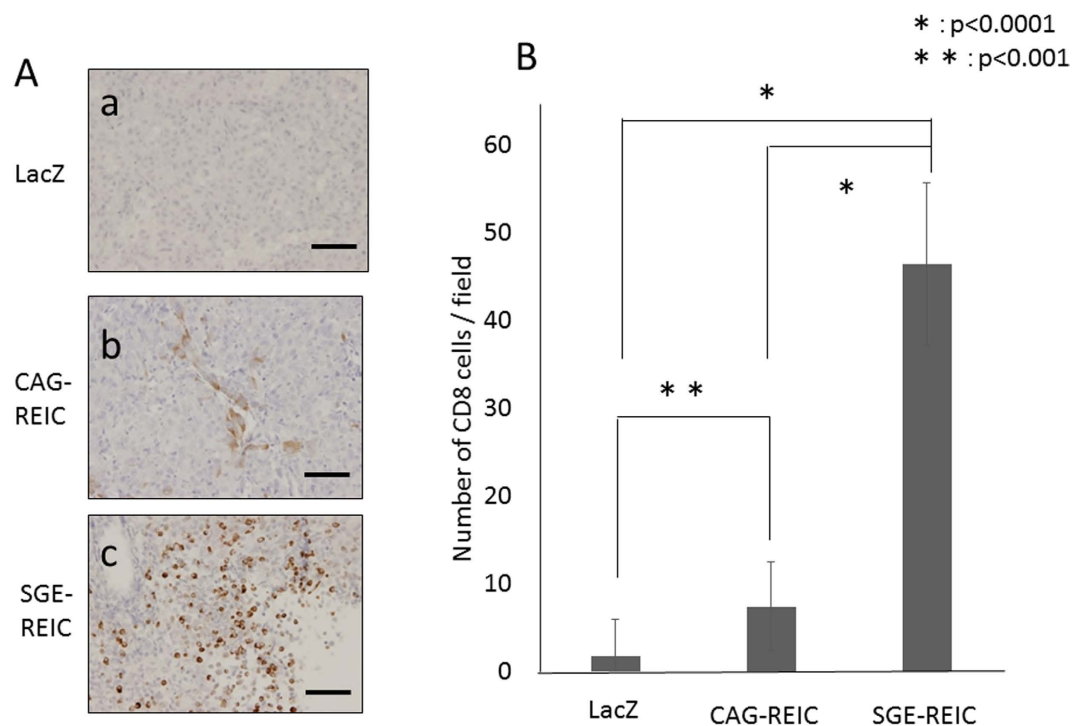 A
a
LacZ
b
CAG-
REIC
c
SGE-
REIC
B
* : p<0.0001
* * : p<0.001
*
*
* *
Number of CD8 cells / field
60
50
40
30
20
10
0
LacZ
CAG-REIC
SGE-REIC